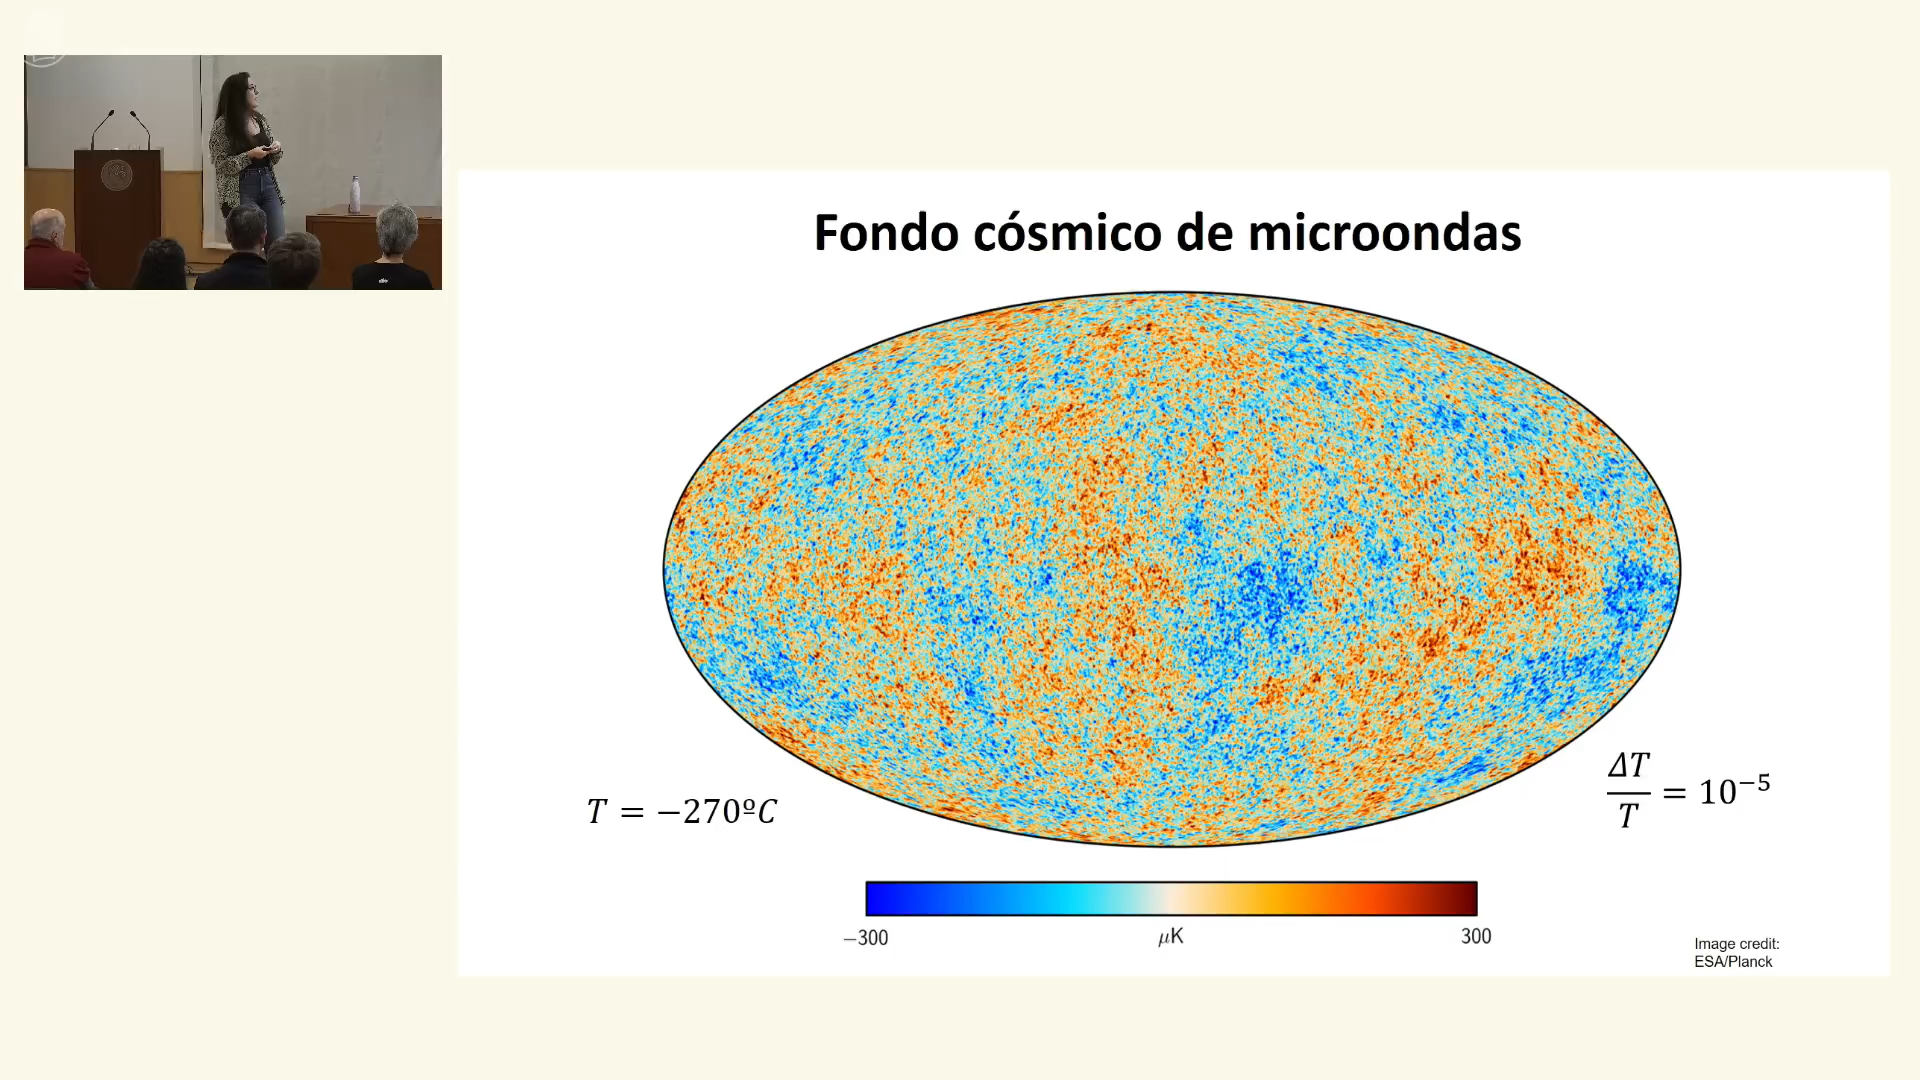 Fondo cósmico de microondas
T = −270ºC
ΔT/T = 10⁻⁵
−300 μK 300
Image credit:
ESA/Planck